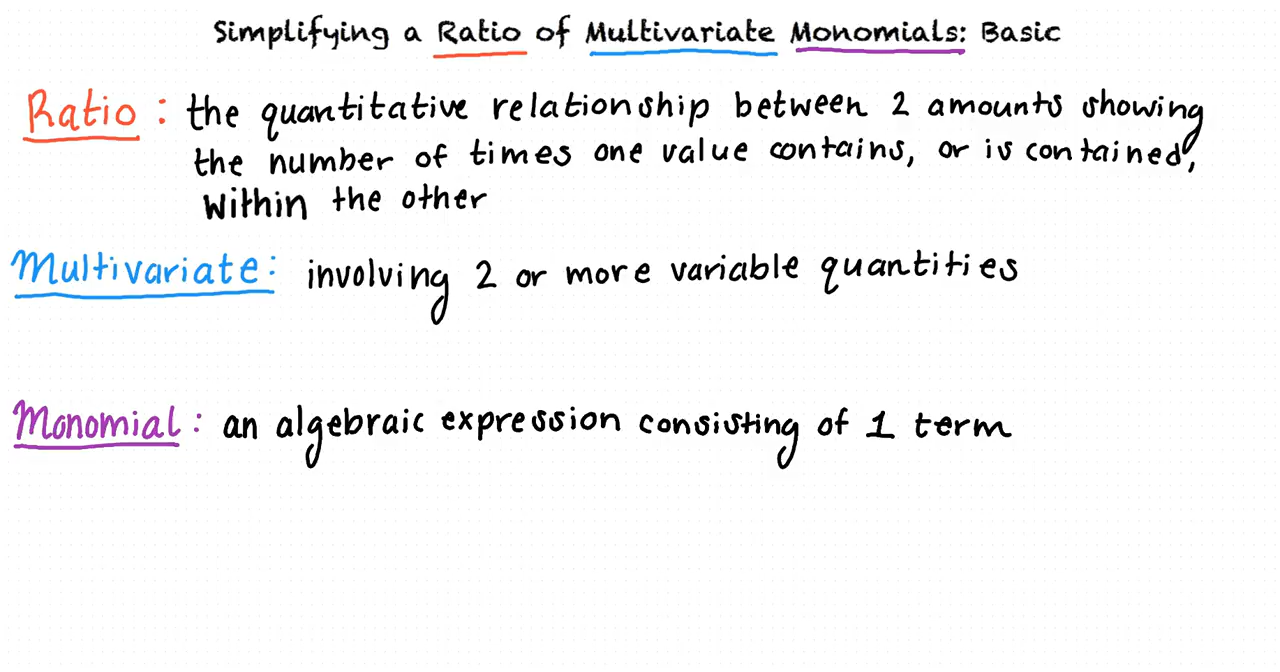 Simplifying a Ratio of Multivariate Monomials: Basic
Ratio: the quantitative relationship between 2 amounts showing
the number of times one value contains, or is contained,
within the other
Multivariate: involving 2 or more variable quantities
Monomial: an algebraic expression consisting of 1 term